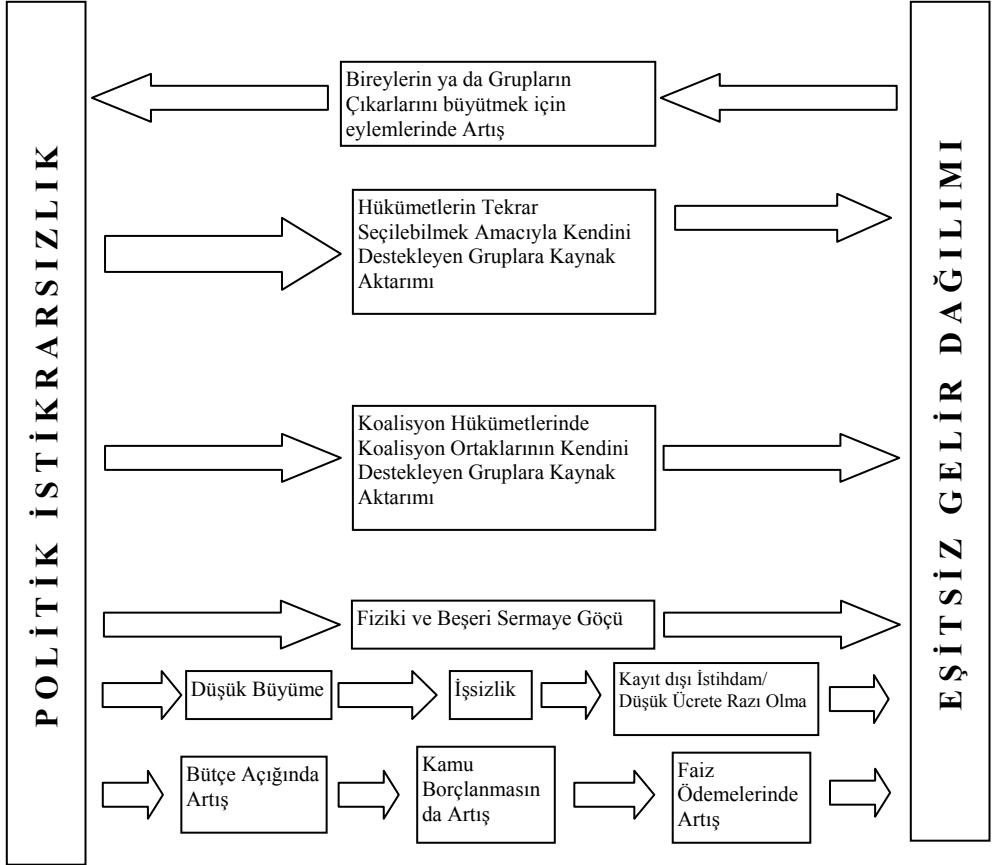 POLİTİK İSTİKRARSIZLIK
Bireylerin ya da Grupların
Çıkarlarını büyütmek için
eylemlerinde Artış
Hükümetlerin Tekrar
Seçilebilmek Amacıyla Kendini
Destekleyen Gruplara Kaynak
Aktarımı
Koalisyon Hükümetlerinde
Koalisyon Ortaklarının Kendini
Destekleyen Gruplara Kaynak
Aktarımı
Fiziki ve Beşeri Sermaye Göçü
Düşük Büyüme
İşsizlik
Kayıt dışı İstihdam/
Düşük Ücrete Razı Olma
Bütçe Açığında
Artış
Kamu
Borçlanmasın
da Artış
Faiz
Ödemelerinde
Artış
EŞİTSİZ GELİR DAĞILIMI